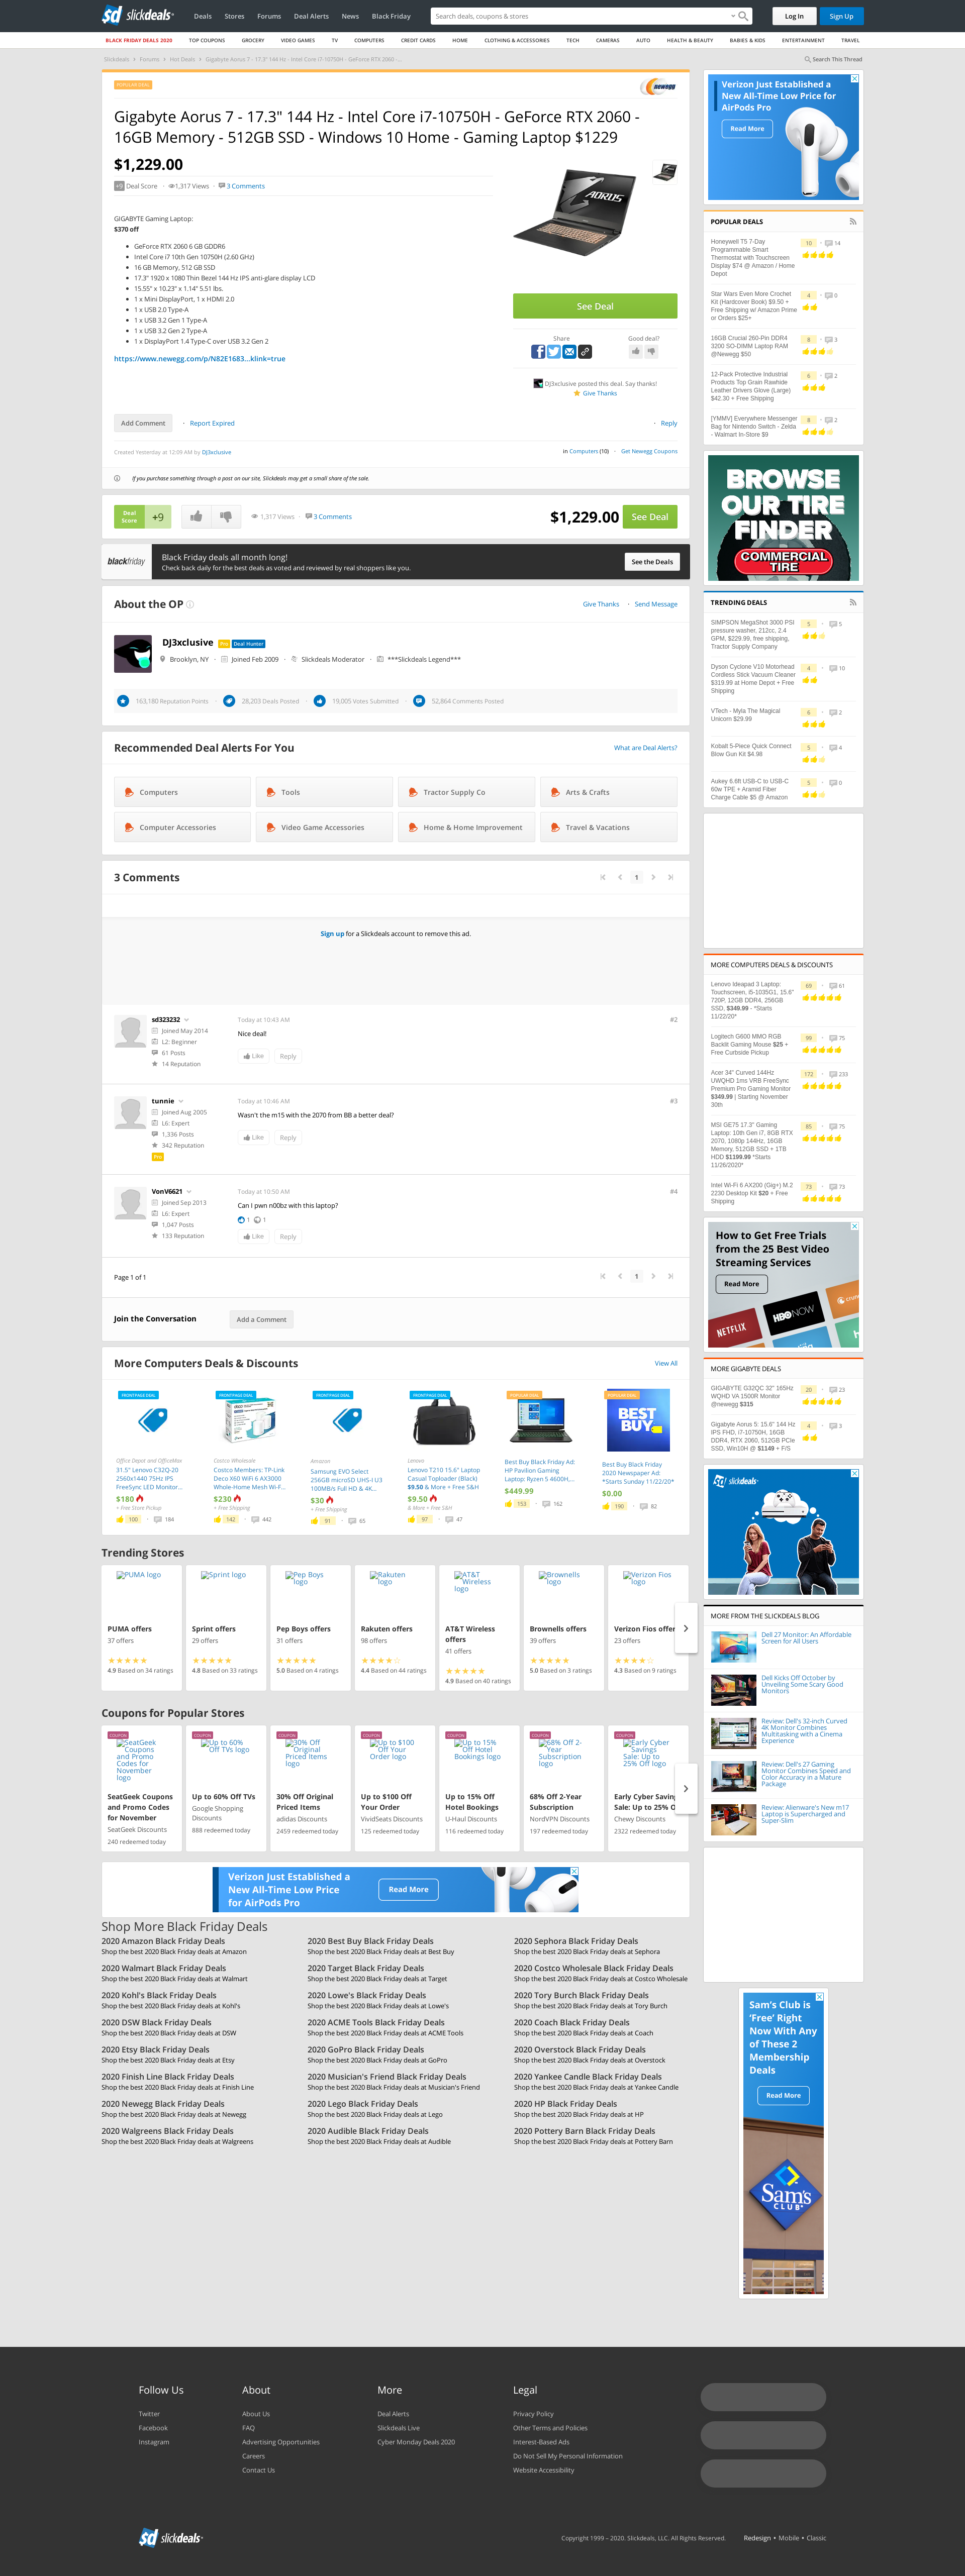 slickdeals
Deals
Stores
Forums
Deal Alerts
News
Black Friday
Search deals, coupons & stores
Log In
Sign Up
BLACK FRIDAY DEALS 2020
TOP COUPONS
GROCERY
VIDEO GAMES
TV
COMPUTERS
CREDIT CARDS
HOME
CLOTHING & ACCESSORIES
TECH
CAMERAS
AUTO
HEALTH & BEAUTY
BABIES & KIDS
ENTERTAINMENT
TRAVEL
Slickdeals
Forums
Hot Deals
Gigabyte Aorus 7 - 17.3" 144 Hz - Intel Core i7-10750H - GeForce RTX 2060 - ...
Search This Thread
POPULAR DEAL
newegg
Gigabyte Aorus 7 - 17.3" 144 Hz - Intel Core i7-10750H - GeForce RTX 2060 -
16GB Memory - 512GB SSD - Windows 10 Home - Gaming Laptop $1229
$1,229.00
+9 Deal Score
1,317 Views
3 Comments
GIGABYTE Gaming Laptop:
$370 off
GeForce RTX 2060 6 GB GDDR6
Intel Core i7 10th Gen 10750H (2.60 GHz)
16 GB Memory, 512 GB SSD
17.3" 1920 x 1080 Thin Bezel 144 Hz IPS anti-glare display LCD
15.55" x 10.23" x 1.14" 5.51 lbs.
1 x Mini DisplayPort, 1 x HDMI 2.0
1 x USB 2.0 Type-A
1 x USB 3.2 Gen 1 Type-A
1 x USB 3.2 Gen 2 Type-A
1 x DisplayPort 1.4 Type-C over USB 3.2 Gen 2
https://www.newegg.com/p/N82E1683...klink=true
AORUS
See Deal
Share
Good deal?
DJ3xclusive posted this deal. Say thanks!
Give Thanks
Add Comment
Report Expired
Reply
Created Yesterday at 12:09 AM by DJ3xclusive
in Computers (10)
Get Newegg Coupons
If you purchase something through a post on our site, Slickdeals may get a small share of the sale.
Deal
Score
+9
1,317 Views
3 Comments
$1,229.00
See Deal
blackfriday
Black Friday deals all month long!
Check back daily for the best deals as voted and reviewed by real shoppers like you.
See the Deals
About the OP
Give Thanks
Send Message
DJ3xclusive
Pro
Deal Hunter
Brooklyn, NY
Joined Feb 2009
Slickdeals Moderator
***Slickdeals Legend***
163,180 Reputation Points
28,203 Deals Posted
19,005 Votes Submitted
52,864 Comments Posted
Recommended Deal Alerts For You
What are Deal Alerts?
Computers
Tools
Tractor Supply Co
Arts & Crafts
Computer Accessories
Video Game Accessories
Home & Home Improvement
Travel & Vacations
3 Comments
1
Sign up for a Slickdeals account to remove this ad.
sd323232
Joined May 2014
L2: Beginner
61 Posts
14 Reputation
Today at 10:43 AM
#2
Nice deal!
Like
Reply
tunnie
Joined Aug 2005
L6: Expert
1,336 Posts
342 Reputation
Pro
Today at 10:46 AM
#3
Wasn't the m15 with the 2070 from BB a better deal?
Like
Reply
VonV6621
Joined Sep 2013
L6: Expert
1,047 Posts
133 Reputation
Today at 10:50 AM
#4
Can I pwn n00bz with this laptop?
1
1
Like
Reply
Page 1 of 1
1
Join the Conversation
Add a Comment
More Computers Deals & Discounts
View All
FRONTPAGE DEAL
Office Depot and OfficeMax
31.5" Lenovo C32Q-20
2560x1440 75Hz IPS
FreeSync LED Monitor...
$180
+ Free Store Pickup
100
184
FRONTPAGE DEAL
Costco Wholesale
Costco Members: TP-Link
Deco X60 WiFi 6 AX3000
Whole-Home Mesh Wi-F...
$230
+ Free Shipping
142
442
FRONTPAGE DEAL
Amazon
Samsung EVO Select
256GB microSD UHS-I U3
100MB/s Full HD & 4K...
$30
+ Free Shipping
91
65
FRONTPAGE DEAL
Lenovo
Lenovo T210 15.6" Laptop
Casual Toploader (Black)
$9.50 & More + Free S&H
$9.50
& More + Free S&H
97
47
POPULAR DEAL
Best Buy Black Friday Ad:
HP Pavilion Gaming
Laptop: Ryzen 5 4600H,...
$449.99
153
162
POPULAR DEAL
BEST BUY
Best Buy Black Friday
2020 Newspaper Ad:
*Starts Sunday 11/22/20*
$0.00
190
82
Trending Stores
PUMA logo
PUMA offers
37 offers
4.9 Based on 34 ratings
Sprint logo
Sprint offers
29 offers
4.8 Based on 33 ratings
Pep Boys logo
Pep Boys offers
31 offers
5.0 Based on 4 ratings
Rakuten logo
Rakuten offers
98 offers
4.4 Based on 44 ratings
AT&T Wireless logo
AT&T Wireless offers
41 offers
4.9 Based on 40 ratings
Brownells logo
Brownells offers
39 offers
5.0 Based on 3 ratings
Verizon Fios logo
Verizon Fios offer
23 offers
4.3 Based on 9 ratings
Coupons for Popular Stores
COUPON
SeatGeek Coupons and Promo Codes for November logo
SeatGeek Coupons and Promo Codes for November
SeatGeek Discounts
240 redeemed today
COUPON
Up to 60% Off TVs logo
Up to 60% Off TVs
Google Shopping Discounts
888 redeemed today
COUPON
30% Off Original Priced Items logo
30% Off Original Priced Items
adidas Discounts
2459 redeemed today
COUPON
Up to $100 Off Your Order logo
Up to $100 Off Your Order
VividSeats Discounts
125 redeemed today
COUPON
Up to 15% Off Hotel Bookings logo
Up to 15% Off Hotel Bookings
U-Haul Discounts
116 redeemed today
COUPON
68% Off 2-Year Subscription logo
68% Off 2-Year Subscription
NordVPN Discounts
197 redeemed today
COUPON
Early Cyber Savings Sale: Up to 25% Off logo
Early Cyber Saving
Sale: Up to 25% O
Chewy Discounts
2322 redeemed today
Verizon Just Established a
New All-Time Low Price
for AirPods Pro
Read More
Shop More Black Friday Deals
2020 Amazon Black Friday Deals
Shop the best 2020 Black Friday deals at Amazon
2020 Best Buy Black Friday Deals
Shop the best 2020 Black Friday deals at Best Buy
2020 Sephora Black Friday Deals
Shop the best 2020 Black Friday deals at Sephora
2020 Walmart Black Friday Deals
Shop the best 2020 Black Friday deals at Walmart
2020 Target Black Friday Deals
Shop the best 2020 Black Friday deals at Target
2020 Costco Wholesale Black Friday Deals
Shop the best 2020 Black Friday deals at Costco Wholesale
2020 Kohl's Black Friday Deals
Shop the best 2020 Black Friday deals at Kohl's
2020 Lowe's Black Friday Deals
Shop the best 2020 Black Friday deals at Lowe's
2020 Tory Burch Black Friday Deals
Shop the best 2020 Black Friday deals at Tory Burch
2020 DSW Black Friday Deals
Shop the best 2020 Black Friday deals at DSW
2020 ACME Tools Black Friday Deals
Shop the best 2020 Black Friday deals at ACME Tools
2020 Coach Black Friday Deals
Shop the best 2020 Black Friday deals at Coach
2020 Etsy Black Friday Deals
Shop the best 2020 Black Friday deals at Etsy
2020 GoPro Black Friday Deals
Shop the best 2020 Black Friday deals at GoPro
2020 Overstock Black Friday Deals
Shop the best 2020 Black Friday deals at Overstock
2020 Finish Line Black Friday Deals
Shop the best 2020 Black Friday deals at Finish Line
2020 Musician's Friend Black Friday Deals
Shop the best 2020 Black Friday deals at Musician's Friend
2020 Yankee Candle Black Friday Deals
Shop the best 2020 Black Friday deals at Yankee Candle
2020 Newegg Black Friday Deals
Shop the best 2020 Black Friday deals at Newegg
2020 Lego Black Friday Deals
Shop the best 2020 Black Friday deals at Lego
2020 HP Black Friday Deals
Shop the best 2020 Black Friday deals at HP
2020 Walgreens Black Friday Deals
Shop the best 2020 Black Friday deals at Walgreens
2020 Audible Black Friday Deals
Shop the best 2020 Black Friday deals at Audible
2020 Pottery Barn Black Friday Deals
Shop the best 2020 Black Friday deals at Pottery Barn
Verizon Just Established a
New All-Time Low Price for
AirPods Pro
Read More
POPULAR DEALS
Honeywell T5 7-Day
Programmable Smart
Thermostat with Touchscreen
Display $74 @ Amazon / Home
Depot
10
14
Star Wars Even More Crochet
Kit (Hardcover Book) $9.50 +
Free Shipping w/ Amazon Prime
or Orders $25+
4
0
16GB Crucial 260-Pin DDR4
3200 SO-DIMM Laptop RAM
@Newegg $50
8
3
12-Pack Protective Industrial
Products Top Grain Rawhide
Leather Drivers Glove (Large)
$42.30 + Free Shipping
6
2
[YMMV] Everywhere Messenger
Bag for Nintendo Switch - Zelda
- Walmart In-Store $9
8
2
BROWSE
OUR TIRE
FINDER
COMMERCIAL
TIRE
TRENDING DEALS
SIMPSON MegaShot 3000 PSI
pressure washer, 212cc, 2.4
GPM, $229.99, free shipping,
Tractor Supply Company
5
5
Dyson Cyclone V10 Motorhead
Cordless Stick Vacuum Cleaner
$319.99 at Home Depot + Free
Shipping
4
10
VTech - Myla The Magical
Unicorn $29.99
6
2
Kobalt 5-Piece Quick Connect
Blow Gun Kit $4.98
5
4
Aukey 6.6ft USB-C to USB-C
60w TPE + Aramid Fiber
Charge Cable $5 @ Amazon
5
0
MORE COMPUTERS DEALS & DISCOUNTS
Lenovo Ideapad 3 Laptop:
Touchscreen, i5-1035G1, 15.6"
720P, 12GB DDR4, 256GB
SSD, $349.99 - *Starts
11/22/20*
69
61
Logitech G600 MMO RGB
Backlit Gaming Mouse $25 +
Free Curbside Pickup
99
75
Acer 34" Curved 144Hz
UWQHD 1ms VRB FreeSync
Premium Pro Gaming Monitor
$349.99 | Starting November
30th
172
233
MSI GE75 17.3" Gaming
Laptop: 10th Gen i7, 8GB RTX
2070, 1080p 144Hz, 16GB
Memory, 512GB SSD + 1TB
HDD $1199.99 *Starts
11/26/2020*
85
75
Intel Wi-Fi 6 AX200 (Gig+) M.2
2230 Desktop Kit $20 + Free
Shipping
73
73
How to Get Free Trials
from the 25 Best Video
Streaming Services
Read More
NETFLIX
HBO NOW
MORE GIGABYTE DEALS
GIGABYTE G32QC 32" 165Hz
WQHD VA 1500R Monitor
@newegg $315
20
23
Gigabyte Aorus 5: 15.6" 144 Hz
IPS FHD, i7-10750H, 16GB
DDR4, RTX 2060, 512GB PCIe
SSD, Win10H @ $1149 + F/S
4
3
slickdeals
MORE FROM THE SLICKDEALS BLOG
Dell 27 Monitor: An Affordable
Screen for All Users
Dell Kicks Off October by
Unveiling Some Scary Good
Monitors
Review: Dell's 32-inch Curved
4K Monitor Combines
Multitasking with a Cinema
Experience
Review: Dell's 27 Gaming
Monitor Combines Speed and
Color Accuracy in a Mature
Package
Review: Alienware's New m17
Laptop is Supercharged and
Super-Slim
Sam's Club is
'Free' Right
Now With Any
of These 2
Membership
Deals
Read More
Sam's
CLUB
Follow Us
Twitter
Facebook
Instagram
About
About Us
FAQ
Advertising Opportunities
Careers
Contact Us
More
Deal Alerts
Slickdeals Live
Cyber Monday Deals 2020
Legal
Privacy Policy
Other Terms and Policies
Interest-Based Ads
Do Not Sell My Personal Information
Website Accessibility
slickdeals
Copyright 1999 – 2020. Slickdeals, LLC. All Rights Reserved.
Redesign • Mobile • Classic